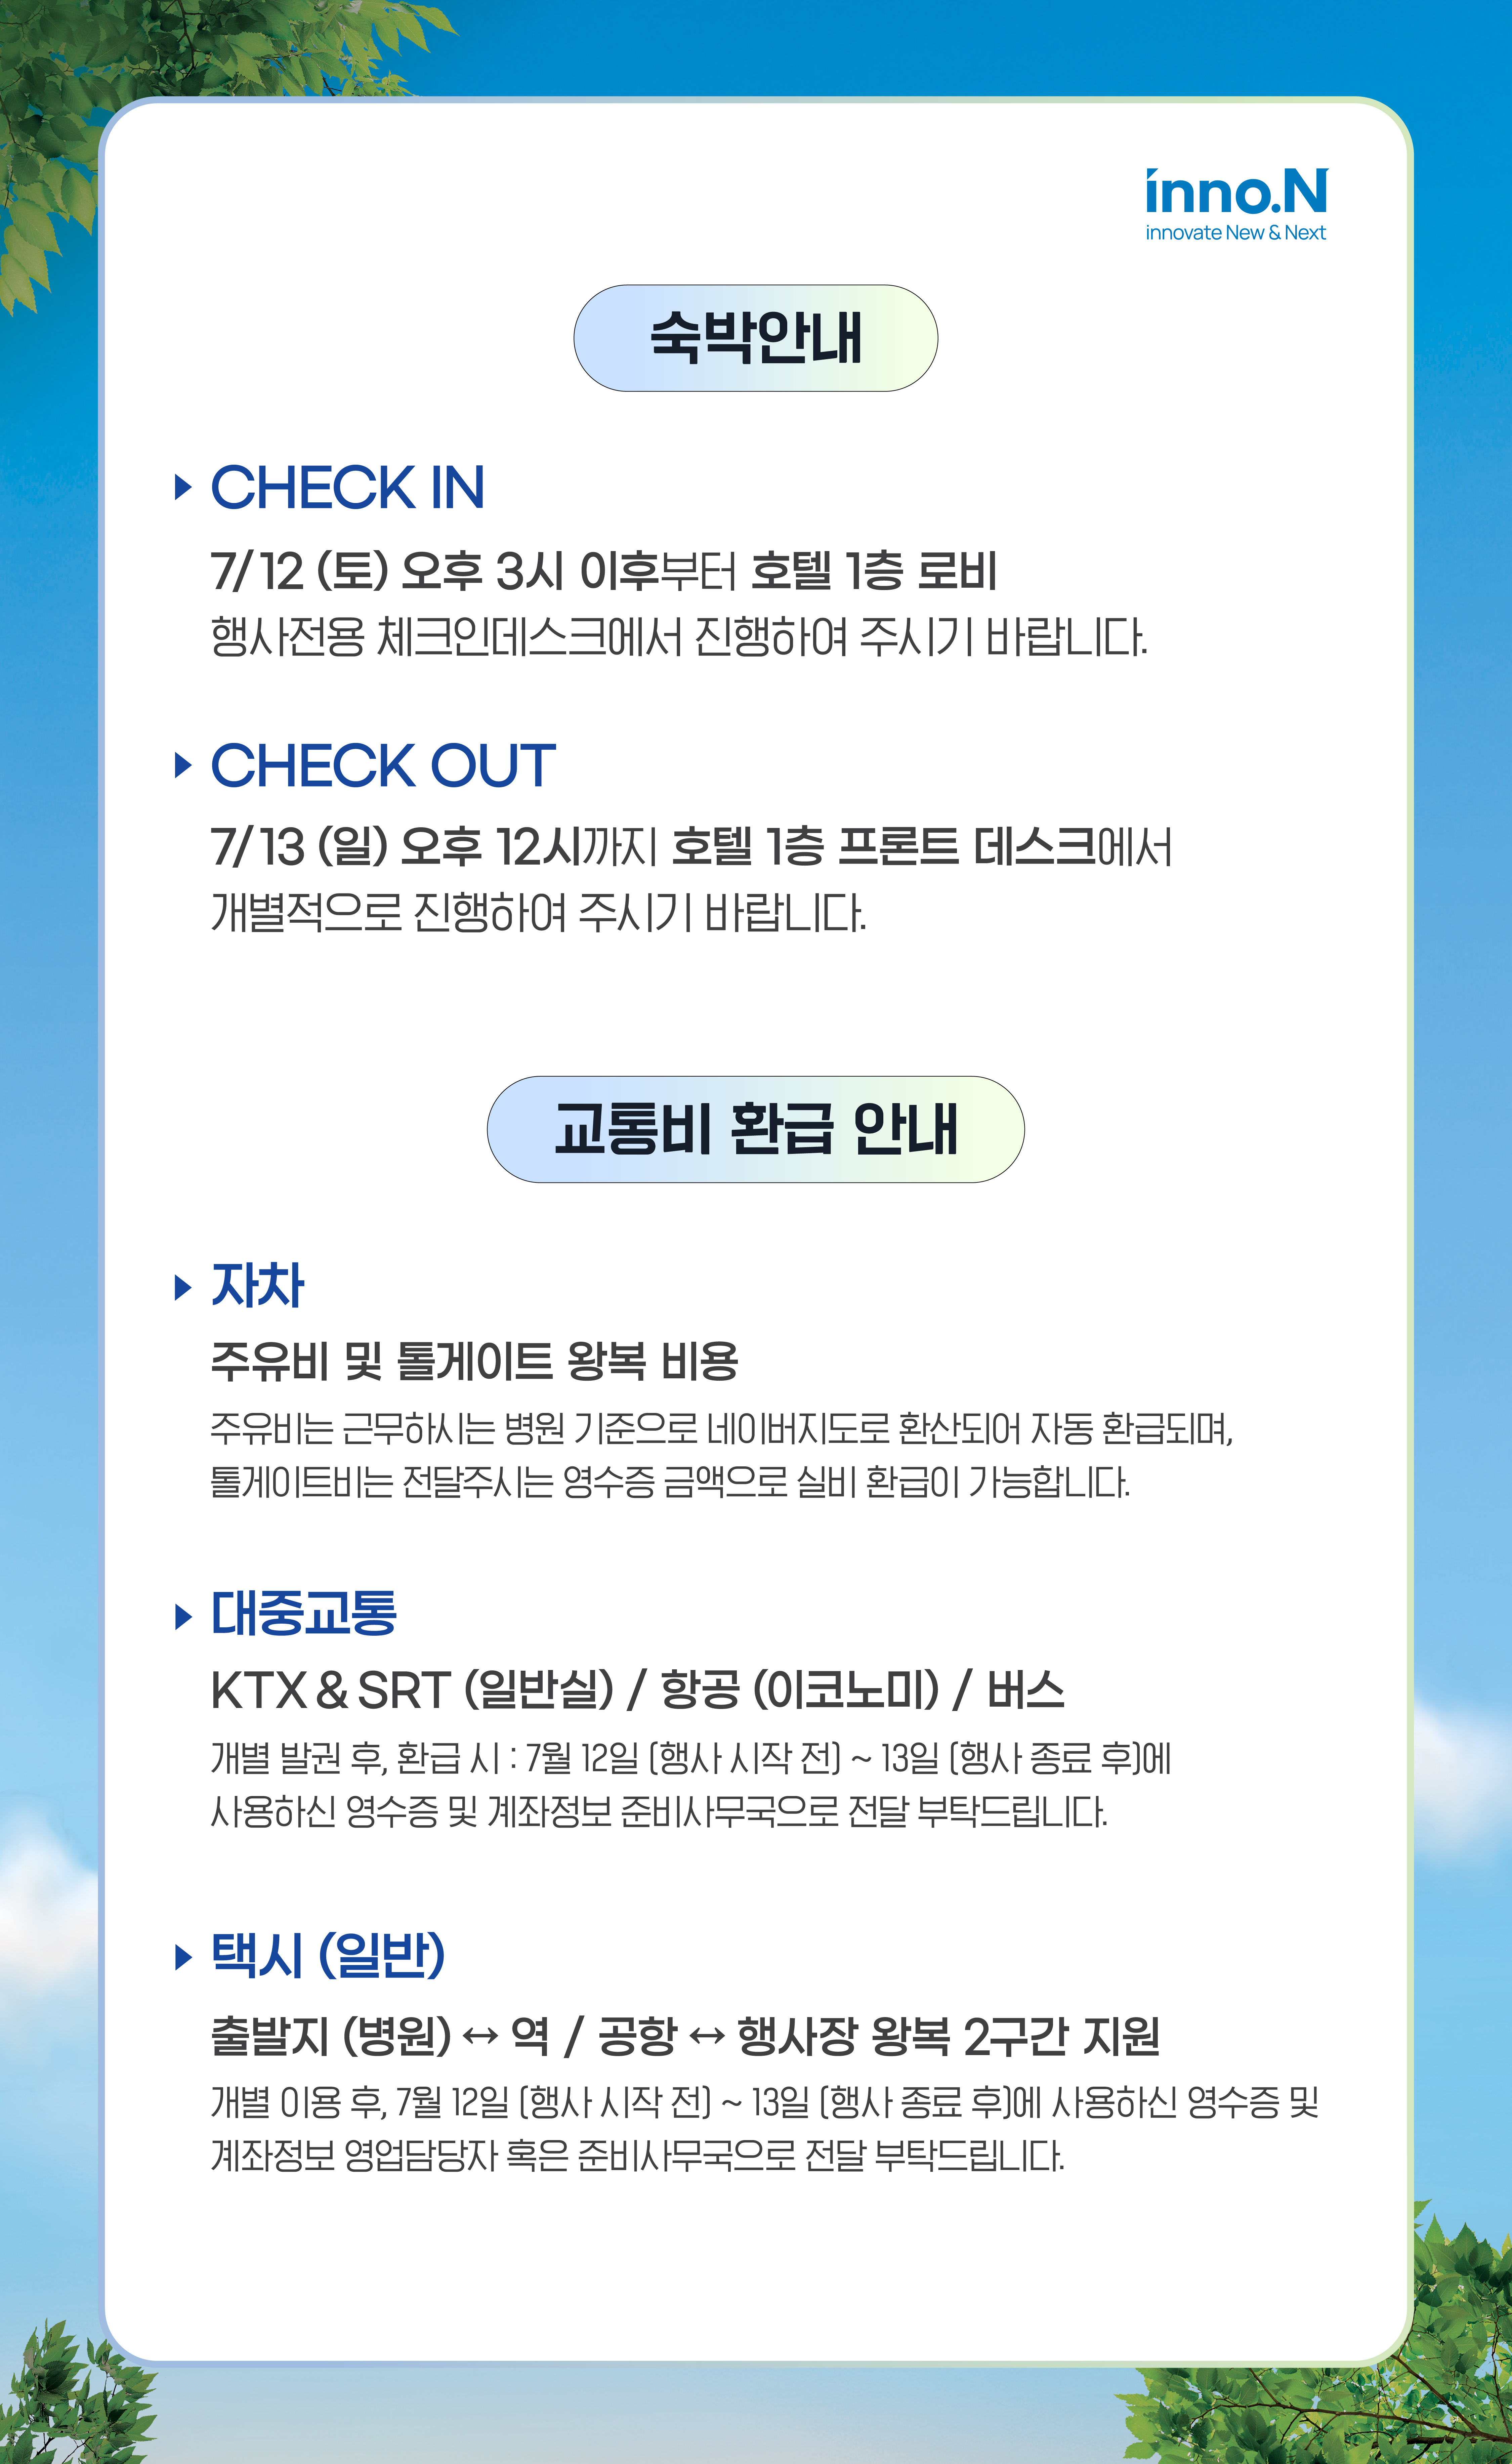 inno.N
innovate New & Next
숙박안내
CHECK IN
7/12 (토) 오후 3시 이후부터 호텔 1층 로비
행사전용 체크인데스크에서 진행하여 주시기 바랍니다.
CHECK OUT
7/13 (일) 오후 12시까지 호텔 1층 프론트 데스크에서
개별적으로 진행하여 주시기 바랍니다.
교통비 환급 안내
자차
주유비 및 톨게이트 왕복 비용
주유비는 근무하시는 병원 기준으로 네이버지도로 환산되어 자동 환급되며,
톨게이트비는 전달주시는 영수증 금액으로 실비 환급이 가능합니다.
대중교통
KTX & SRT (일반실) / 항공 (이코노미) / 버스
개별 발권 후, 환급 시 : 7월 12일 (행사 시작 전) ~ 13일 (행사 종료 후)에
사용하신 영수증 및 계좌정보 준비사무국으로 전달 부탁드립니다.
택시 (일반)
출발지 (병원) ↔ 역 / 공항 ↔ 행사장 왕복 2구간 지원
개별 이용 후, 7월 12일 (행사 시작 전) ~ 13일 (행사 종료 후)에 사용하신 영수증 및
계좌정보 영업담당자 혹은 준비사무국으로 전달 부탁드립니다.